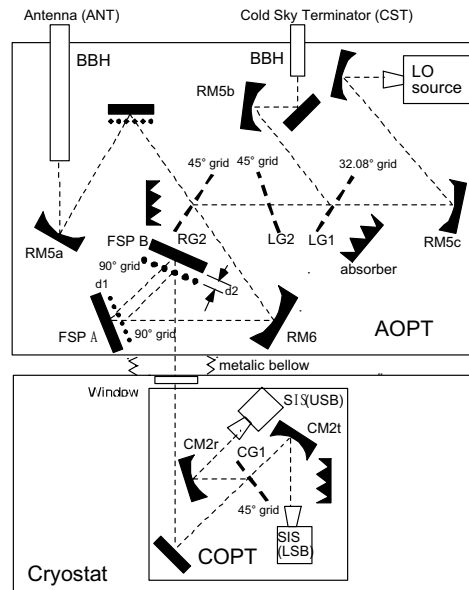 Antenna (ANT)
Cold Sky Terminator (CST)
BBH
BBH
LO
source
RM5b
45° grid
45° grid
32.08° grid
RM5a
FSP B
RG2
LG2
LG1
RM5c
90° grid
absorber
d1
d2
FSP A
90° grid
RM6
AOPT
metalic bellow
Window
SIS(USB)
CM2r
CM2t
CG1
45° grid
SIS
(LSB)
COPT
Cryostat